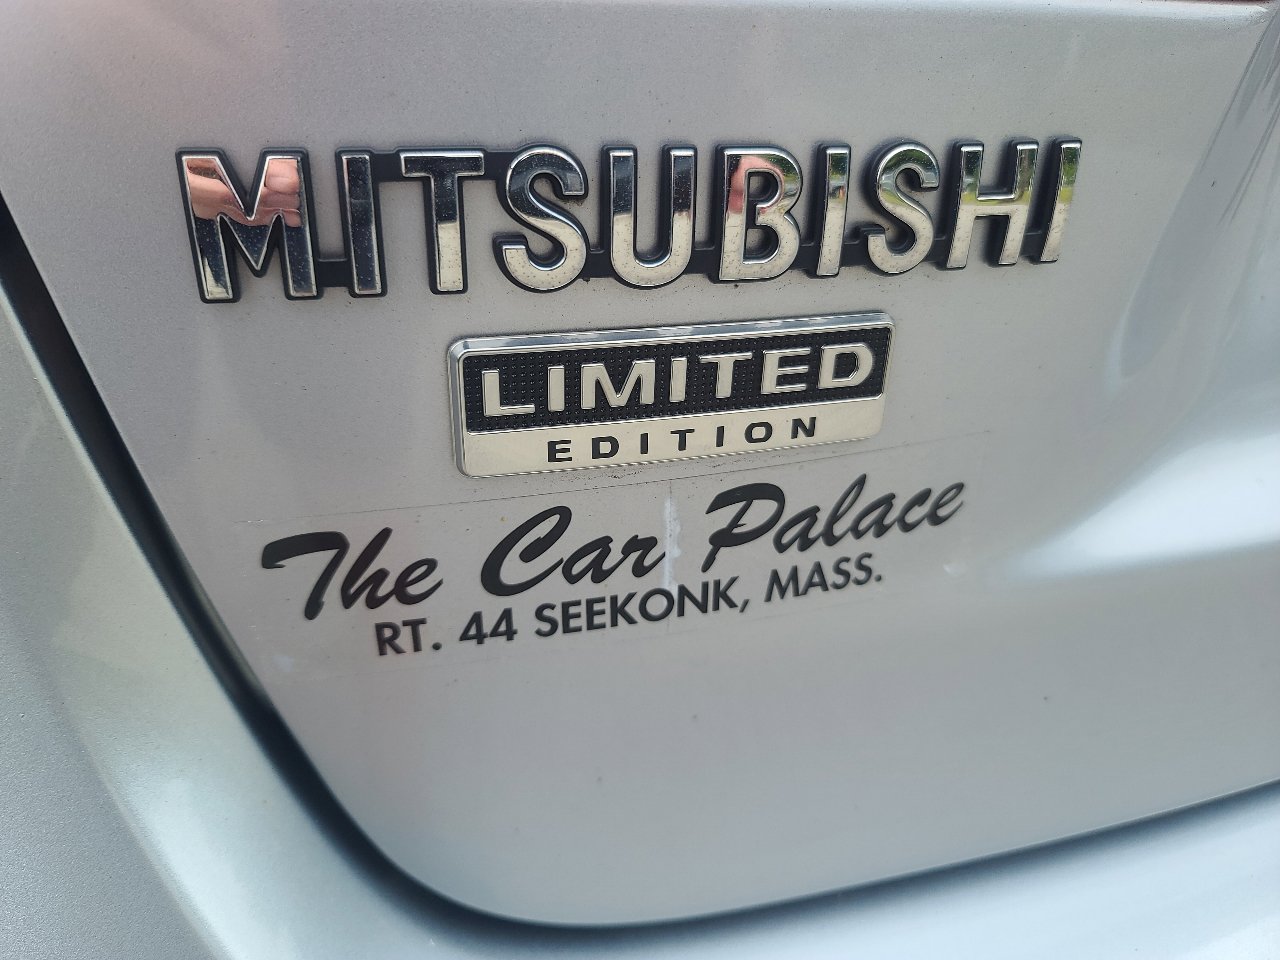 MITSUBISHI
LIMITED
EDITION
The Car Palace
RT. 44 SEEKONK, MASS.